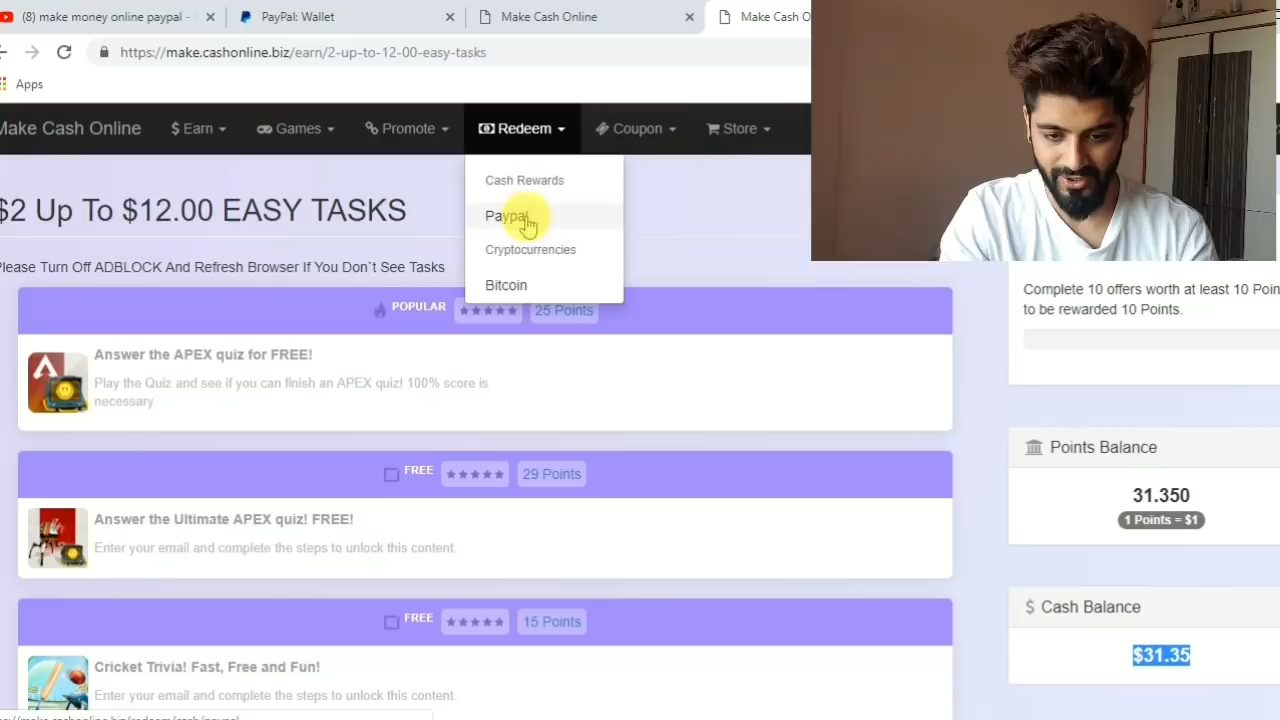 (8) make money online paypal -
PayPal: Wallet
Make Cash Online
Make Cash O
https://make.cashonline.biz/earn/2-up-to-12-00-easy-tasks
Apps
Make Cash Online
$ Earn
Games
Promote
Redeem
Coupon
Store
Cash Rewards
Paypal
Cryptocurrencies
Bitcoin
$2 Up To $12.00 EASY TASKS
Please Turn Off ADBLOCK And Refresh Browser If You Don`t See Tasks
POPULAR
25 Points
Answer the APEX quiz for FREE!
Play the Quiz and see if you can finish an APEX quiz! 100% score is
necessary
FREE
29 Points
Answer the Ultimate APEX quiz! FREE!
Enter your email and complete the steps to unlock this content.
FREE
15 Points
Cricket Trivia! Fast, Free and Fun!
Enter your email and complete the steps to unlock this content.
Complete 10 offers worth at least 10 Poin
to be rewarded 10 Points.
Points Balance
31.350
1 Points = $1
$ Cash Balance
$31.35